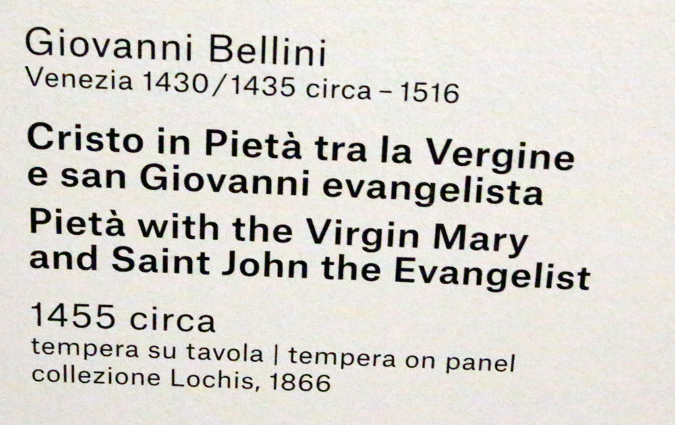 Giovanni Bellini
Venezia 1430/1435 circa – 1516
Cristo in Pietà tra la Vergine
e san Giovanni evangelista
Pietà with the Virgin Mary
and Saint John the Evangelist
1455 circa
tempera su tavola | tempera on panel
collezione Lochis, 1866